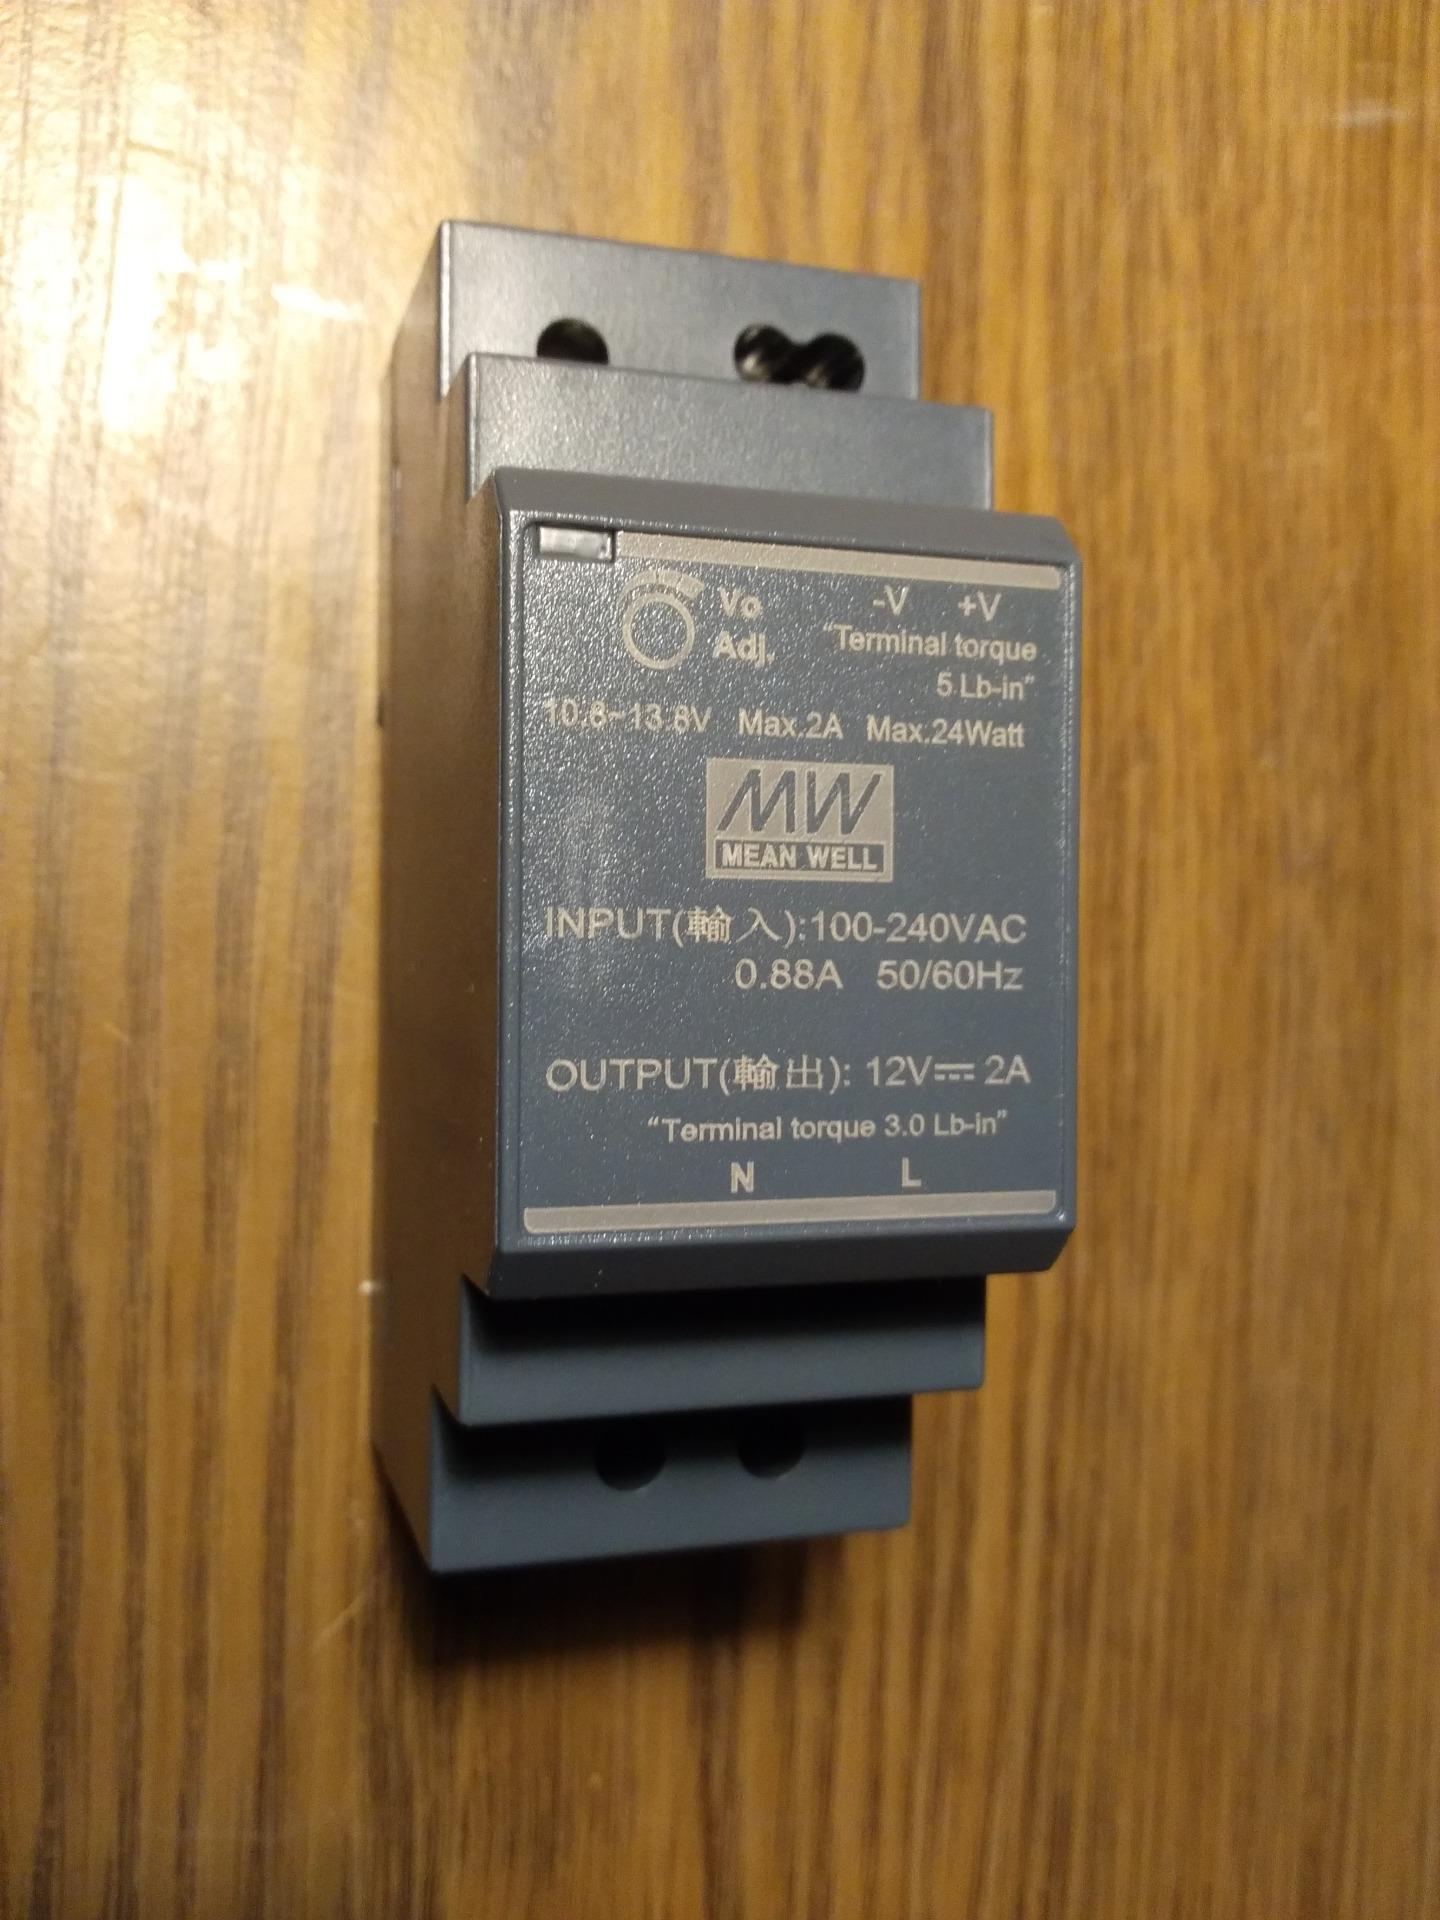 Vo -V +V
Adj. "Terminal torque
5 Lb-in"
10.8~13.8V Max.2A Max.24Watt
MW
MEAN WELL
INPUT(輸入):100-240VAC
0.88A 50/60Hz
OUTPUT(輸出): 12V⎓ 2A
"Terminal torque 3.0 Lb-in"
N L